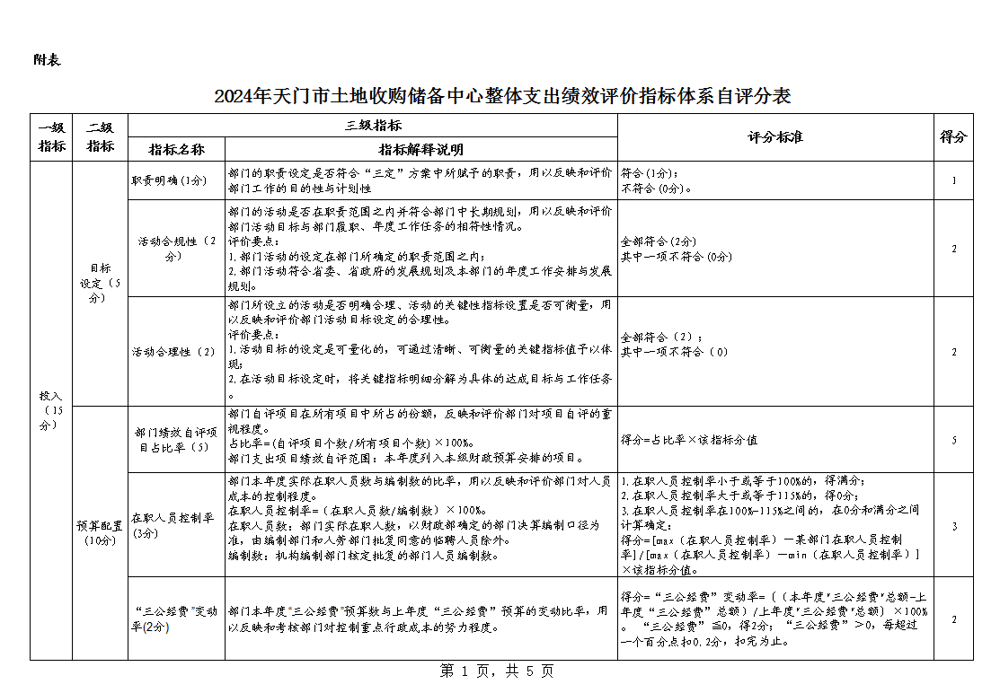 附表
2024年天门市土地收购储备中心整体支出绩效评价指标体系自评分表
一级
指标
二级
指标
三级指标
评分标准
得分
指标名称
指标解释说明
投入
（15
分）
目标
设定（5
分）
职责明确(1分)
部门的职责设定是否符合“三定”方案中所赋予的职责，用以反映和评价
部门工作的目的性与计划性
符合(1分)；
不符合(0分)。
1
活动合规性（2
分）
部门的活动是否在职责范围之内并符合部门中长期规划，用以反映和评价
部门活动目标与部门履职、年度工作任务的相符性情况。
评价要点：
1.部门活动的设定在部门所确定的职责范围之内；
2.部门活动符合省委、省政府的发展规划及本部门的年度工作安排与发展
规划。
全部符合(2分)
其中一项不符合(0分)
2
活动合理性（2）
部门所设立的活动是否明确合理、活动的关键性指标设置是否可衡量，用
以反映和评价部门活动目标设定的合理性。
评价要点：
1.活动目标的设定是可量化的，可通过清晰、可衡量的关键指标值予以体
现；
2.在活动目标设定时，将关键指标明细分解为具体的达成目标与工作任务
。
全部符合（2）；
其中一项不符合（0）
2
预算配置
(10分)
部门绩效自评项
目占比率（5）
部门自评项目在所有项目中所占的份额，反映和评价部门对项目自评的重
视程度。
占比率=(自评项目个数/所有项目个数)×100%。
部门支出项目绩效自评范围：本年度列入本级财政预算安排的项目。
得分=占比率×该指标分值
5
在职人员控制率
(3分)
部门本年度实际在职人员数与编制数的比率，用以反映和评价部门对人员
成本的控制程度。
在职人员控制率=（在职人员数/编制数）×100%。
在职人员数：部门实际在职人数，以财政部确定的部门决算编制口径为
准，由编制部门和人劳部门批复同意的临聘人员除外。
编制数：机构编制部门核定批复的部门人员编制数。
1.在职人员控制率小于或等于100%的，得满分；
2.在职人员控制率大于或等于115%的，得0分；
3.在职人员控制率在100%-115%之间的，在0分和满分之间
计算确定：
得分=[max（在职人员控制率）—某部门在职人员控制
率]/[max（在职人员控制率）—min（在职人员控制率）]
×该指标分值。
3
“三公经费”变动
率(2分)
部门本年度“三公经费”预算数与上年度“三公经费”预算的变动比率，用
以反映和考核部门对控制重点行政成本的努力程度。
得分=“三公经费”变动率=〔（本年度"三公经费"总额-上
年度“三公经费”总额）/上年度"三公经费"总额〕×100%
。 “三公经费”≦0，得2分；“三公经费”＞0，每超过
一个百分点扣0.2分，扣完为止。
2
第 1 页，共 5 页